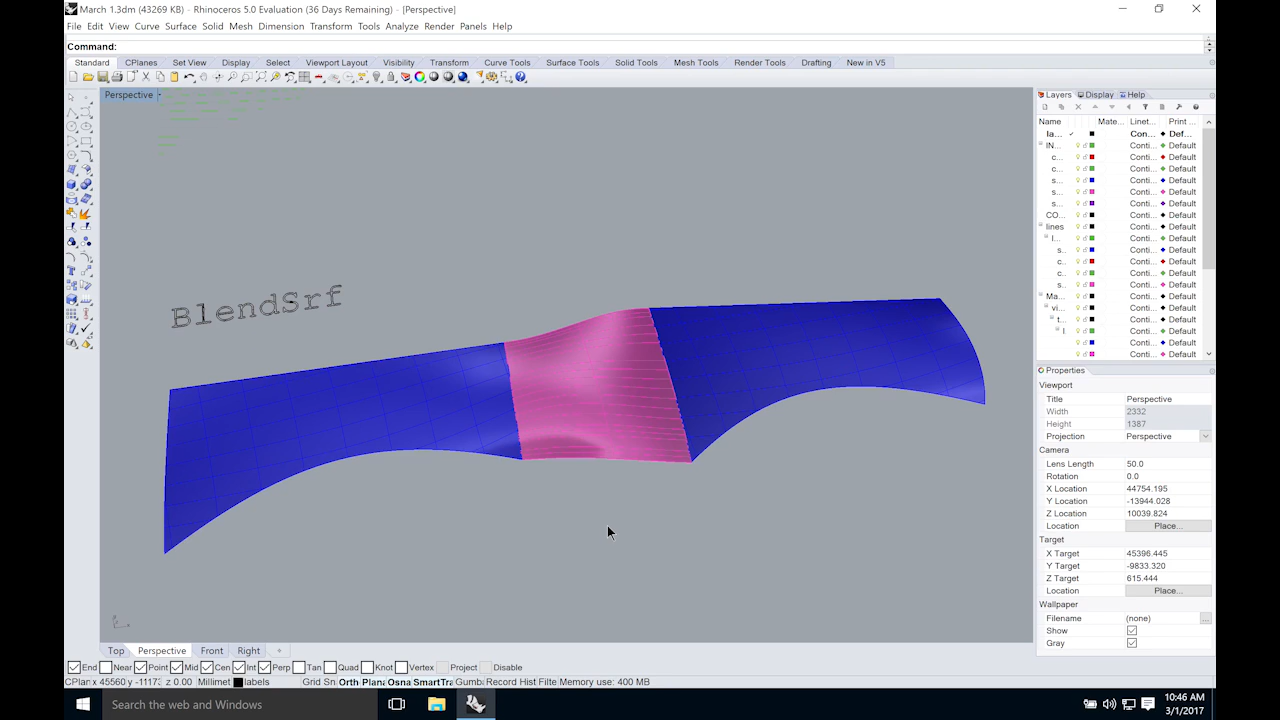 March 1.3dm (43269 KB) - Rhinoceros 5.0 Evaluation (36 Days Remaining) - [Perspective]
File Edit View Curve Surface Solid Mesh Dimension Transform Tools Analyze Render Panels Help
Command:
Standard CPlanes Set View Display Select Viewport Layout Visibility Transform Curve Tools Surface Tools Solid Tools Mesh Tools Render Tools Drafting New in V5
Perspective
BlendSrf
Layers Display Help
Name Mate... Linet... Print ...
la... Con... Def...
IN... Conti... Default
c... Conti... Default
c... Conti... Default
s... Conti... Default
s... Conti... Default
s... Conti... Default
CO... Conti... Default
lines Conti... Default
l... Conti... Default
s... Conti... Default
c... Conti... Default
c... Conti... Default
s... Conti... Default
Ma... Conti... Default
vi... Conti... Default
t... Conti... Default
l Conti... Default
Conti... Default
Conti... Default
Properties
Viewport
Title Perspective
Width 2332
Height 1387
Projection Perspective
Camera
Lens Length 50.0
Rotation 0.0
X Location 44754.195
Y Location -13944.028
Z Location 10039.824
Location Place...
Target
X Target 45396.445
Y Target -9833.320
Z Target 615.444
Location Place...
Wallpaper
Filename (none) ...
Show
Gray
Top Perspective Front Right
End Near Point Mid Cen Int Perp Tan Quad Knot Vertex Project Disable
CPlan x 45560 y -1117 z 0.00 Millimet labels Grid Sn Orth Plana Osna SmartTra Gumba Record Hist Filte Memory use: 400 MB
Search the web and Windows
10:46 AM
3/1/2017